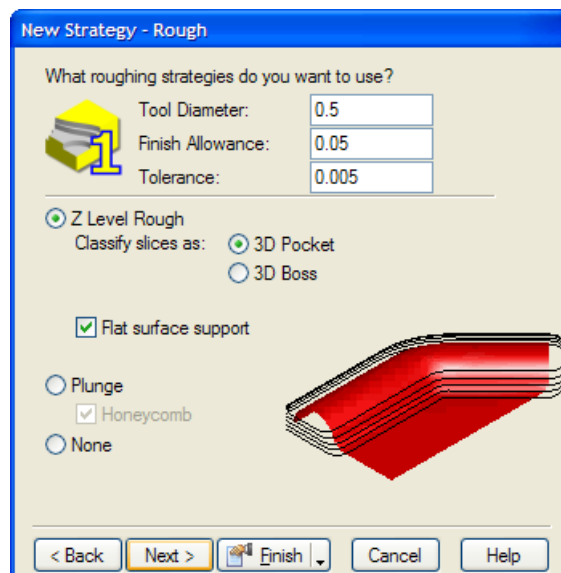 New Strategy - Rough
What roughing strategies do you want to use?
1
Tool Diameter: 0.5
Finish Allowance: 0.05
Tolerance: 0.005
Z Level Rough
Classify slices as: 3D Pocket
3D Boss
Flat surface support
Plunge
Honeycomb
None
< Back Next > Finish Cancel Help